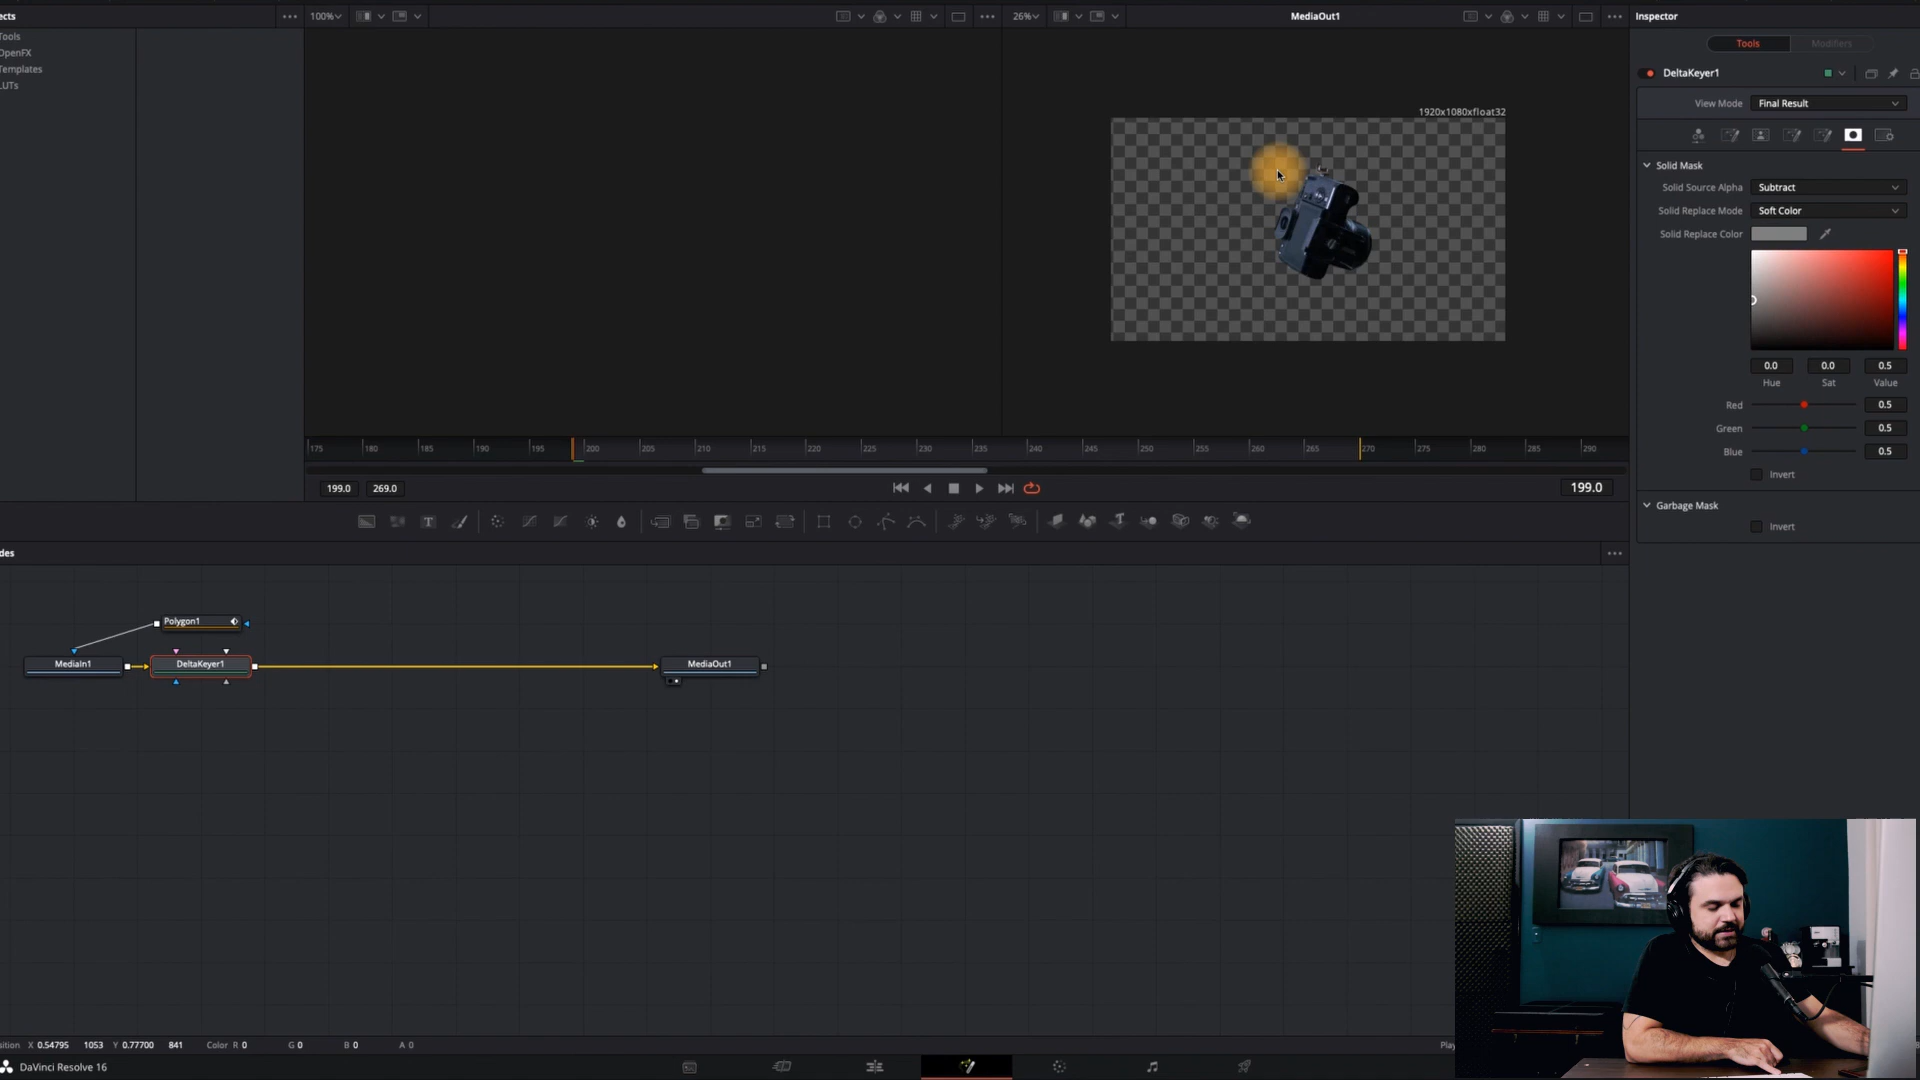 ects
100%
26%
MediaOut1
Inspector
Tools
OpenFX
Templates
LUTs
Tools
Modifiers
DeltaKeyer1
View Mode
Final Result
1920x1080xfloat32
Solid Mask
Solid Source Alpha
Subtract
Solid Replace Mode
Soft Color
Solid Replace Color
0.0
0.0
0.5
Hue
Sat
Value
Red
0.5
Green
0.5
Blue
0.5
Invert
Garbage Mask
Invert
175 180 185 190 195 200 205 210 215 220 225 230 235 240 245 250 255 260 265 270 275 280 285 290
199.0
269.0
199.0
T
des
Polygon1
MediaIn1
DeltaKeyer1
MediaOut1
sition X 0.54795 1053 Y 0.77700 841 Color R 0 G 0 B 0 A 0
Play
DaVinci Resolve 16